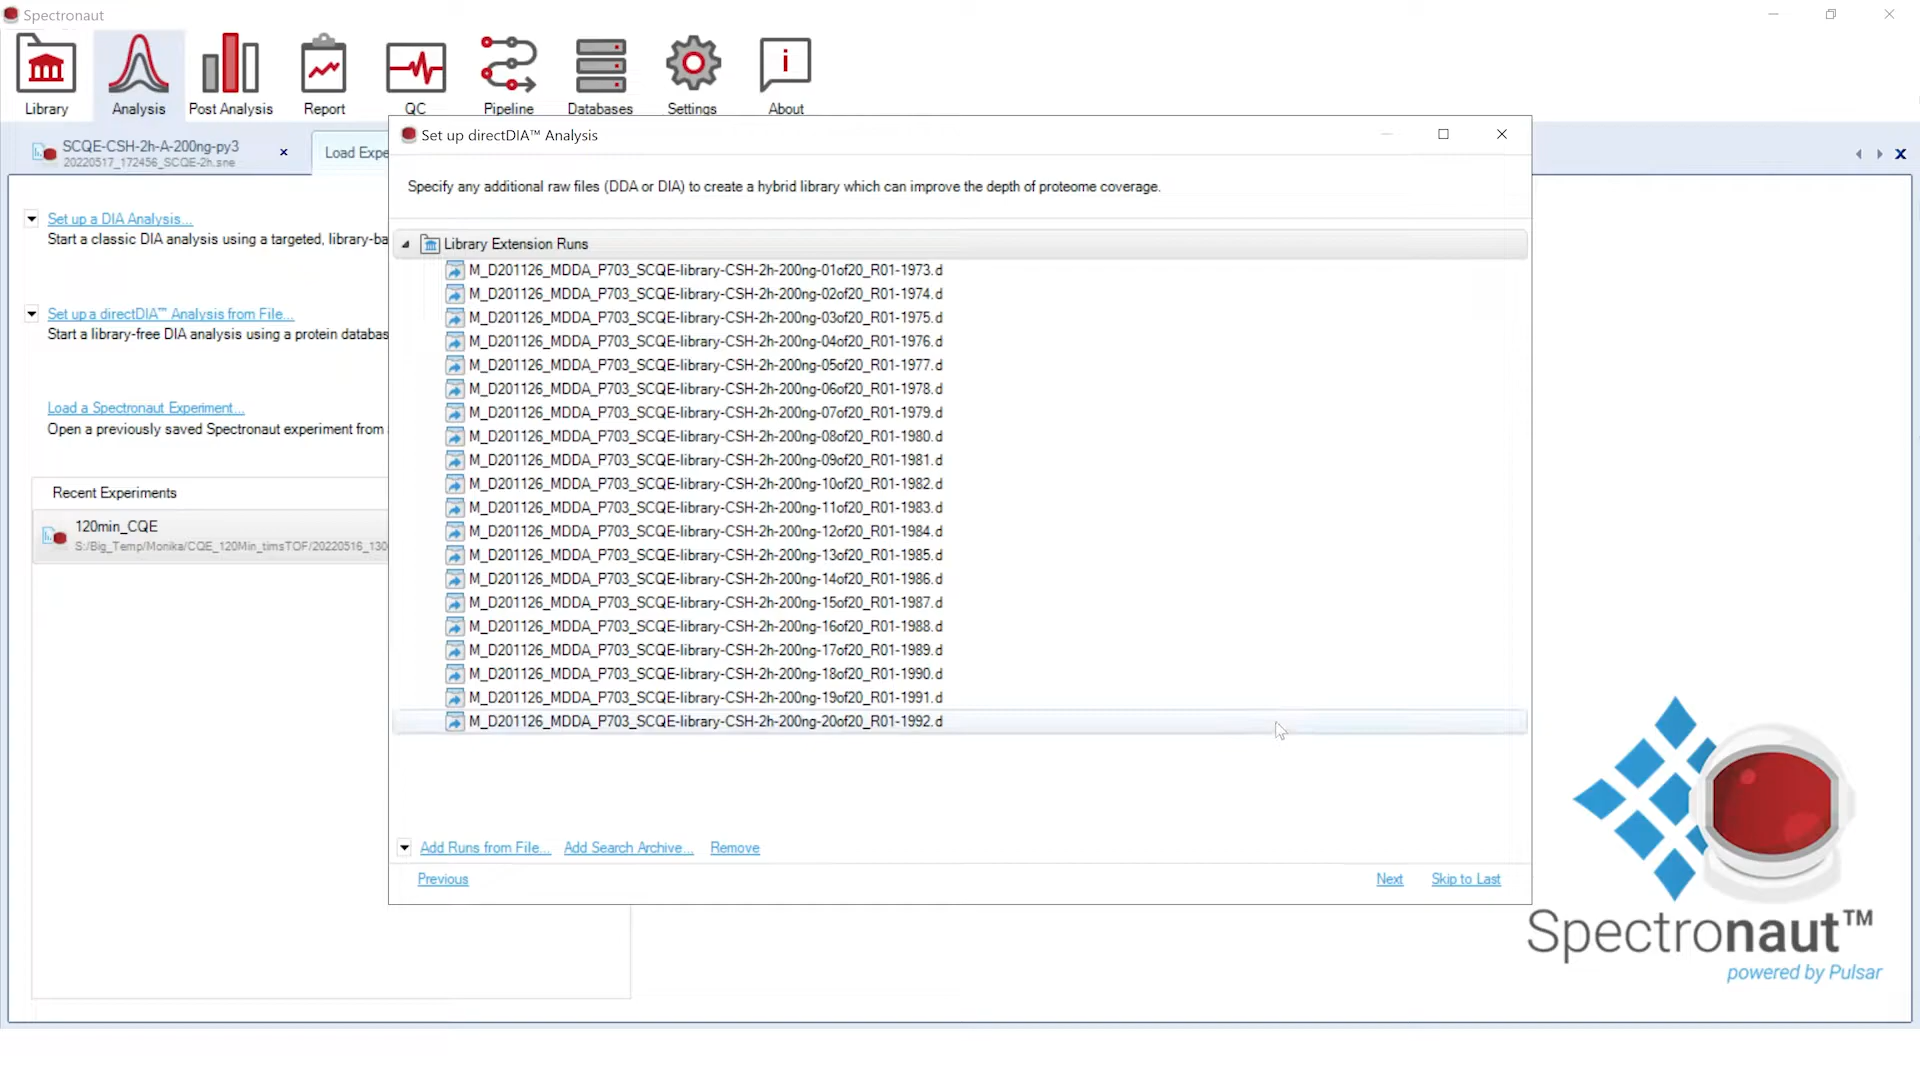 Spectronaut
Library
Analysis
Post Analysis
Report
QC
Pipeline
Databases
Settings
About
SCQE-CSH-2h-A-200ng-py3
20220517_172456_SCQE-2h.sne
Load Expe
Set up directDIA™ Analysis
Specify any additional raw files (DDA or DIA) to create a hybrid library which can improve the depth of proteome coverage.
Set up a DIA Analysis...
Start a classic DIA analysis using a targeted, library-ba
Set up a directDIA™ Analysis from File...
Start a library-free DIA analysis using a protein databas
Load a Spectronaut Experiment...
Open a previously saved Spectronaut experiment from
Recent Experiments
120min_CQE
S:/Big_Temp/Monika/CQE_120Min_timsTOF/20220516_130
Library Extension Runs
M_D201126_MDDA_P703_SCQE-library-CSH-2h-200ng-01of20_R01-1973.d
M_D201126_MDDA_P703_SCQE-library-CSH-2h-200ng-02of20_R01-1974.d
M_D201126_MDDA_P703_SCQE-library-CSH-2h-200ng-03of20_R01-1975.d
M_D201126_MDDA_P703_SCQE-library-CSH-2h-200ng-04of20_R01-1976.d
M_D201126_MDDA_P703_SCQE-library-CSH-2h-200ng-05of20_R01-1977.d
M_D201126_MDDA_P703_SCQE-library-CSH-2h-200ng-06of20_R01-1978.d
M_D201126_MDDA_P703_SCQE-library-CSH-2h-200ng-07of20_R01-1979.d
M_D201126_MDDA_P703_SCQE-library-CSH-2h-200ng-08of20_R01-1980.d
M_D201126_MDDA_P703_SCQE-library-CSH-2h-200ng-09of20_R01-1981.d
M_D201126_MDDA_P703_SCQE-library-CSH-2h-200ng-10of20_R01-1982.d
M_D201126_MDDA_P703_SCQE-library-CSH-2h-200ng-11of20_R01-1983.d
M_D201126_MDDA_P703_SCQE-library-CSH-2h-200ng-12of20_R01-1984.d
M_D201126_MDDA_P703_SCQE-library-CSH-2h-200ng-13of20_R01-1985.d
M_D201126_MDDA_P703_SCQE-library-CSH-2h-200ng-14of20_R01-1986.d
M_D201126_MDDA_P703_SCQE-library-CSH-2h-200ng-15of20_R01-1987.d
M_D201126_MDDA_P703_SCQE-library-CSH-2h-200ng-16of20_R01-1988.d
M_D201126_MDDA_P703_SCQE-library-CSH-2h-200ng-17of20_R01-1989.d
M_D201126_MDDA_P703_SCQE-library-CSH-2h-200ng-18of20_R01-1990.d
M_D201126_MDDA_P703_SCQE-library-CSH-2h-200ng-19of20_R01-1991.d
M_D201126_MDDA_P703_SCQE-library-CSH-2h-200ng-20of20_R01-1992.d
Add Runs from File...
Add Search Archive...
Remove
Previous
Next
Skip to Last
Spectronaut™
powered by Pulsar